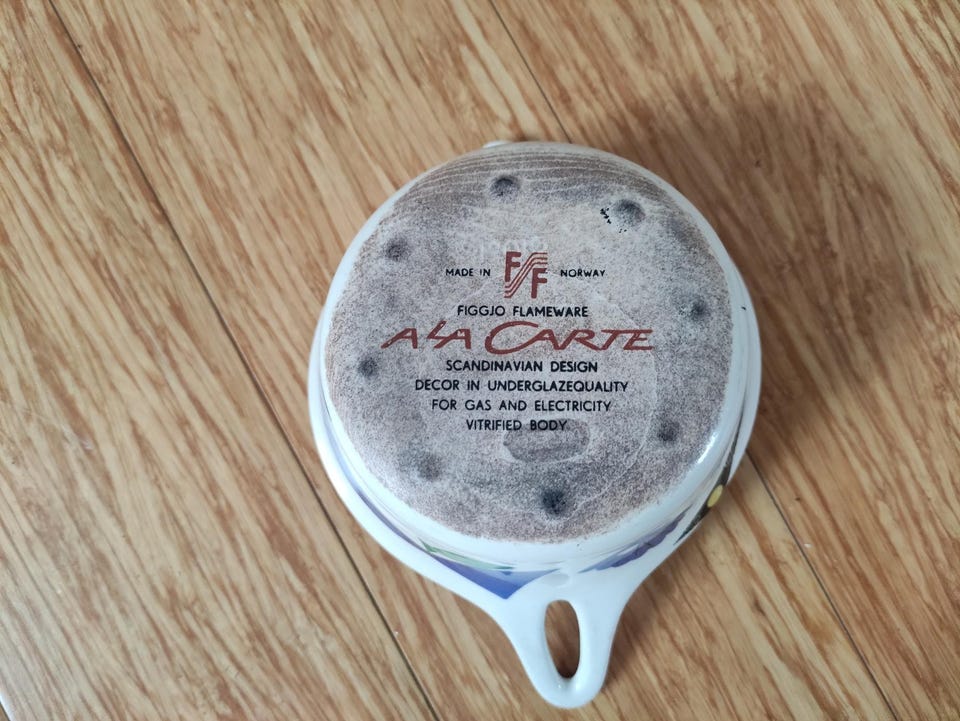 MADE IN FF NORWAY
FIGGJO FLAMEWARE
A LA CARTE
SCANDINAVIAN DESIGN
DECOR IN UNDERGLAZEQUALITY
FOR GAS AND ELECTRICITY
VITRIFIED BODY